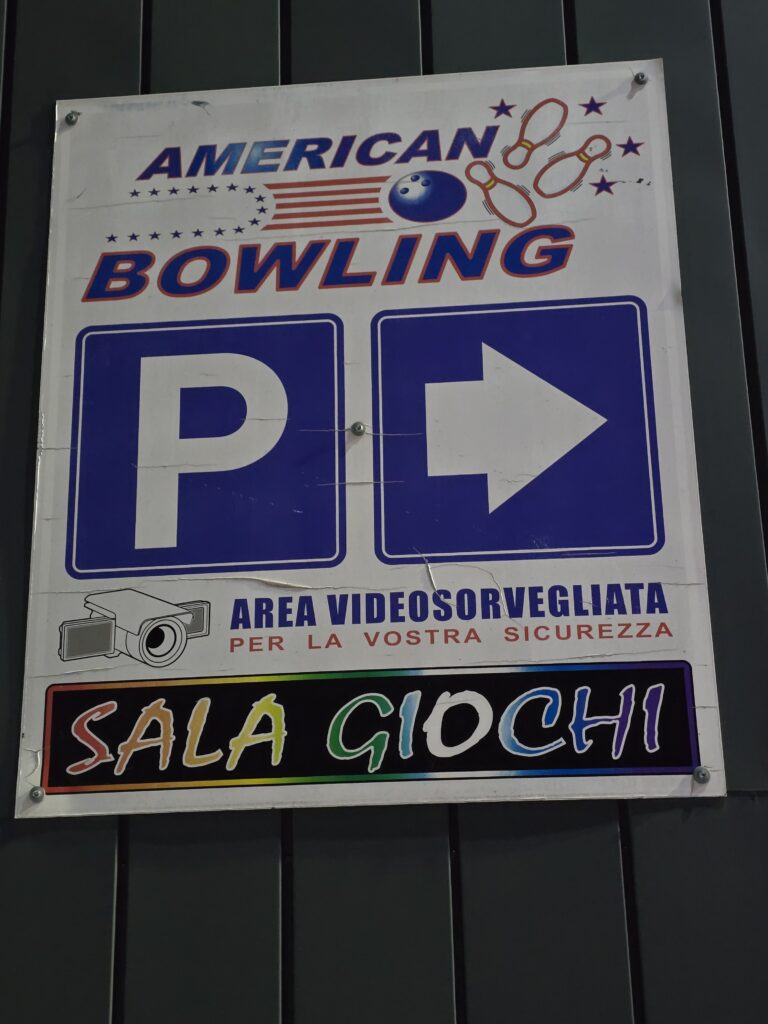 AMERICAN
BOWLING
P
AREA VIDEOSORVEGLIATA
PER LA VOSTRA SICUREZZA
SALA GIOCHI